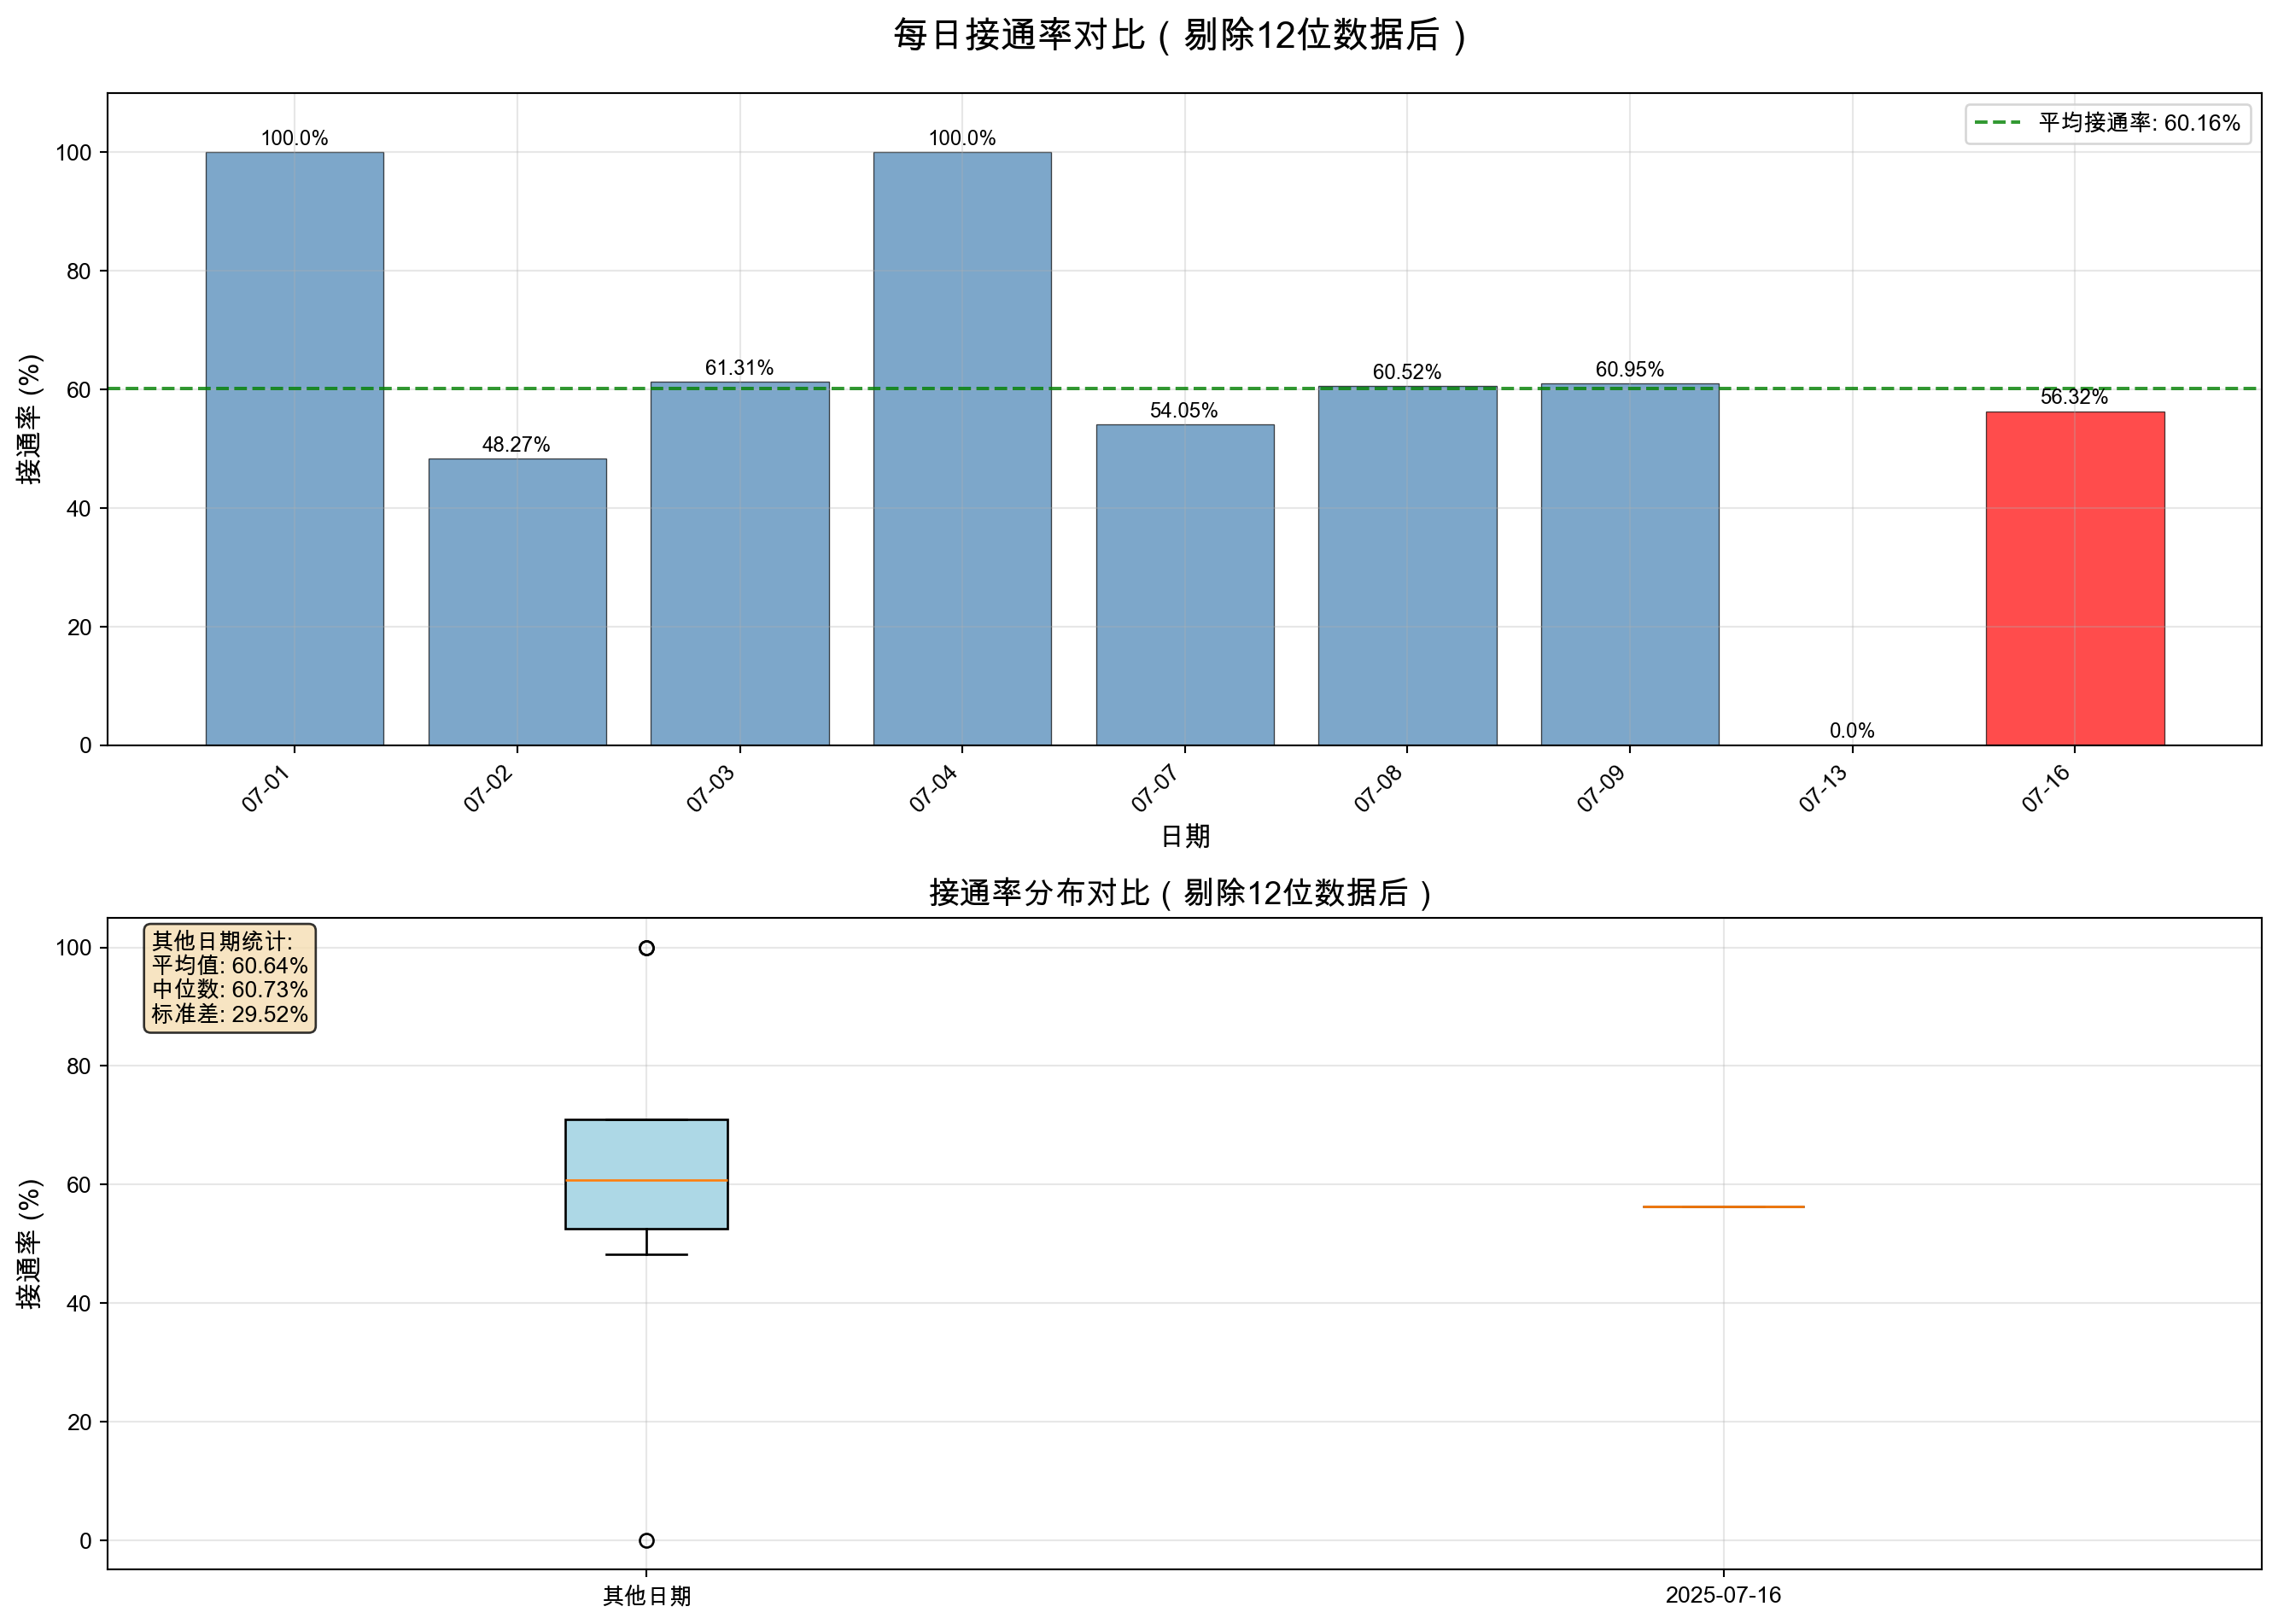 每日接通率对比（剔除12位数据后）
平均接通率: 60.16%
100.0%
48.27%
61.31%
100.0%
54.05%
60.52%
60.95%
0.0%
56.32%
接通率 (%)
100
80
60
40
20
0
07-01
07-02
07-03
07-04
07-07
07-08
07-09
07-13
07-16
日期
接通率分布对比（剔除12位数据后）
其他日期统计:
平均值: 60.64%
中位数: 60.73%
标准差: 29.52%
接通率 (%)
100
80
60
40
20
0
其他日期
2025-07-16